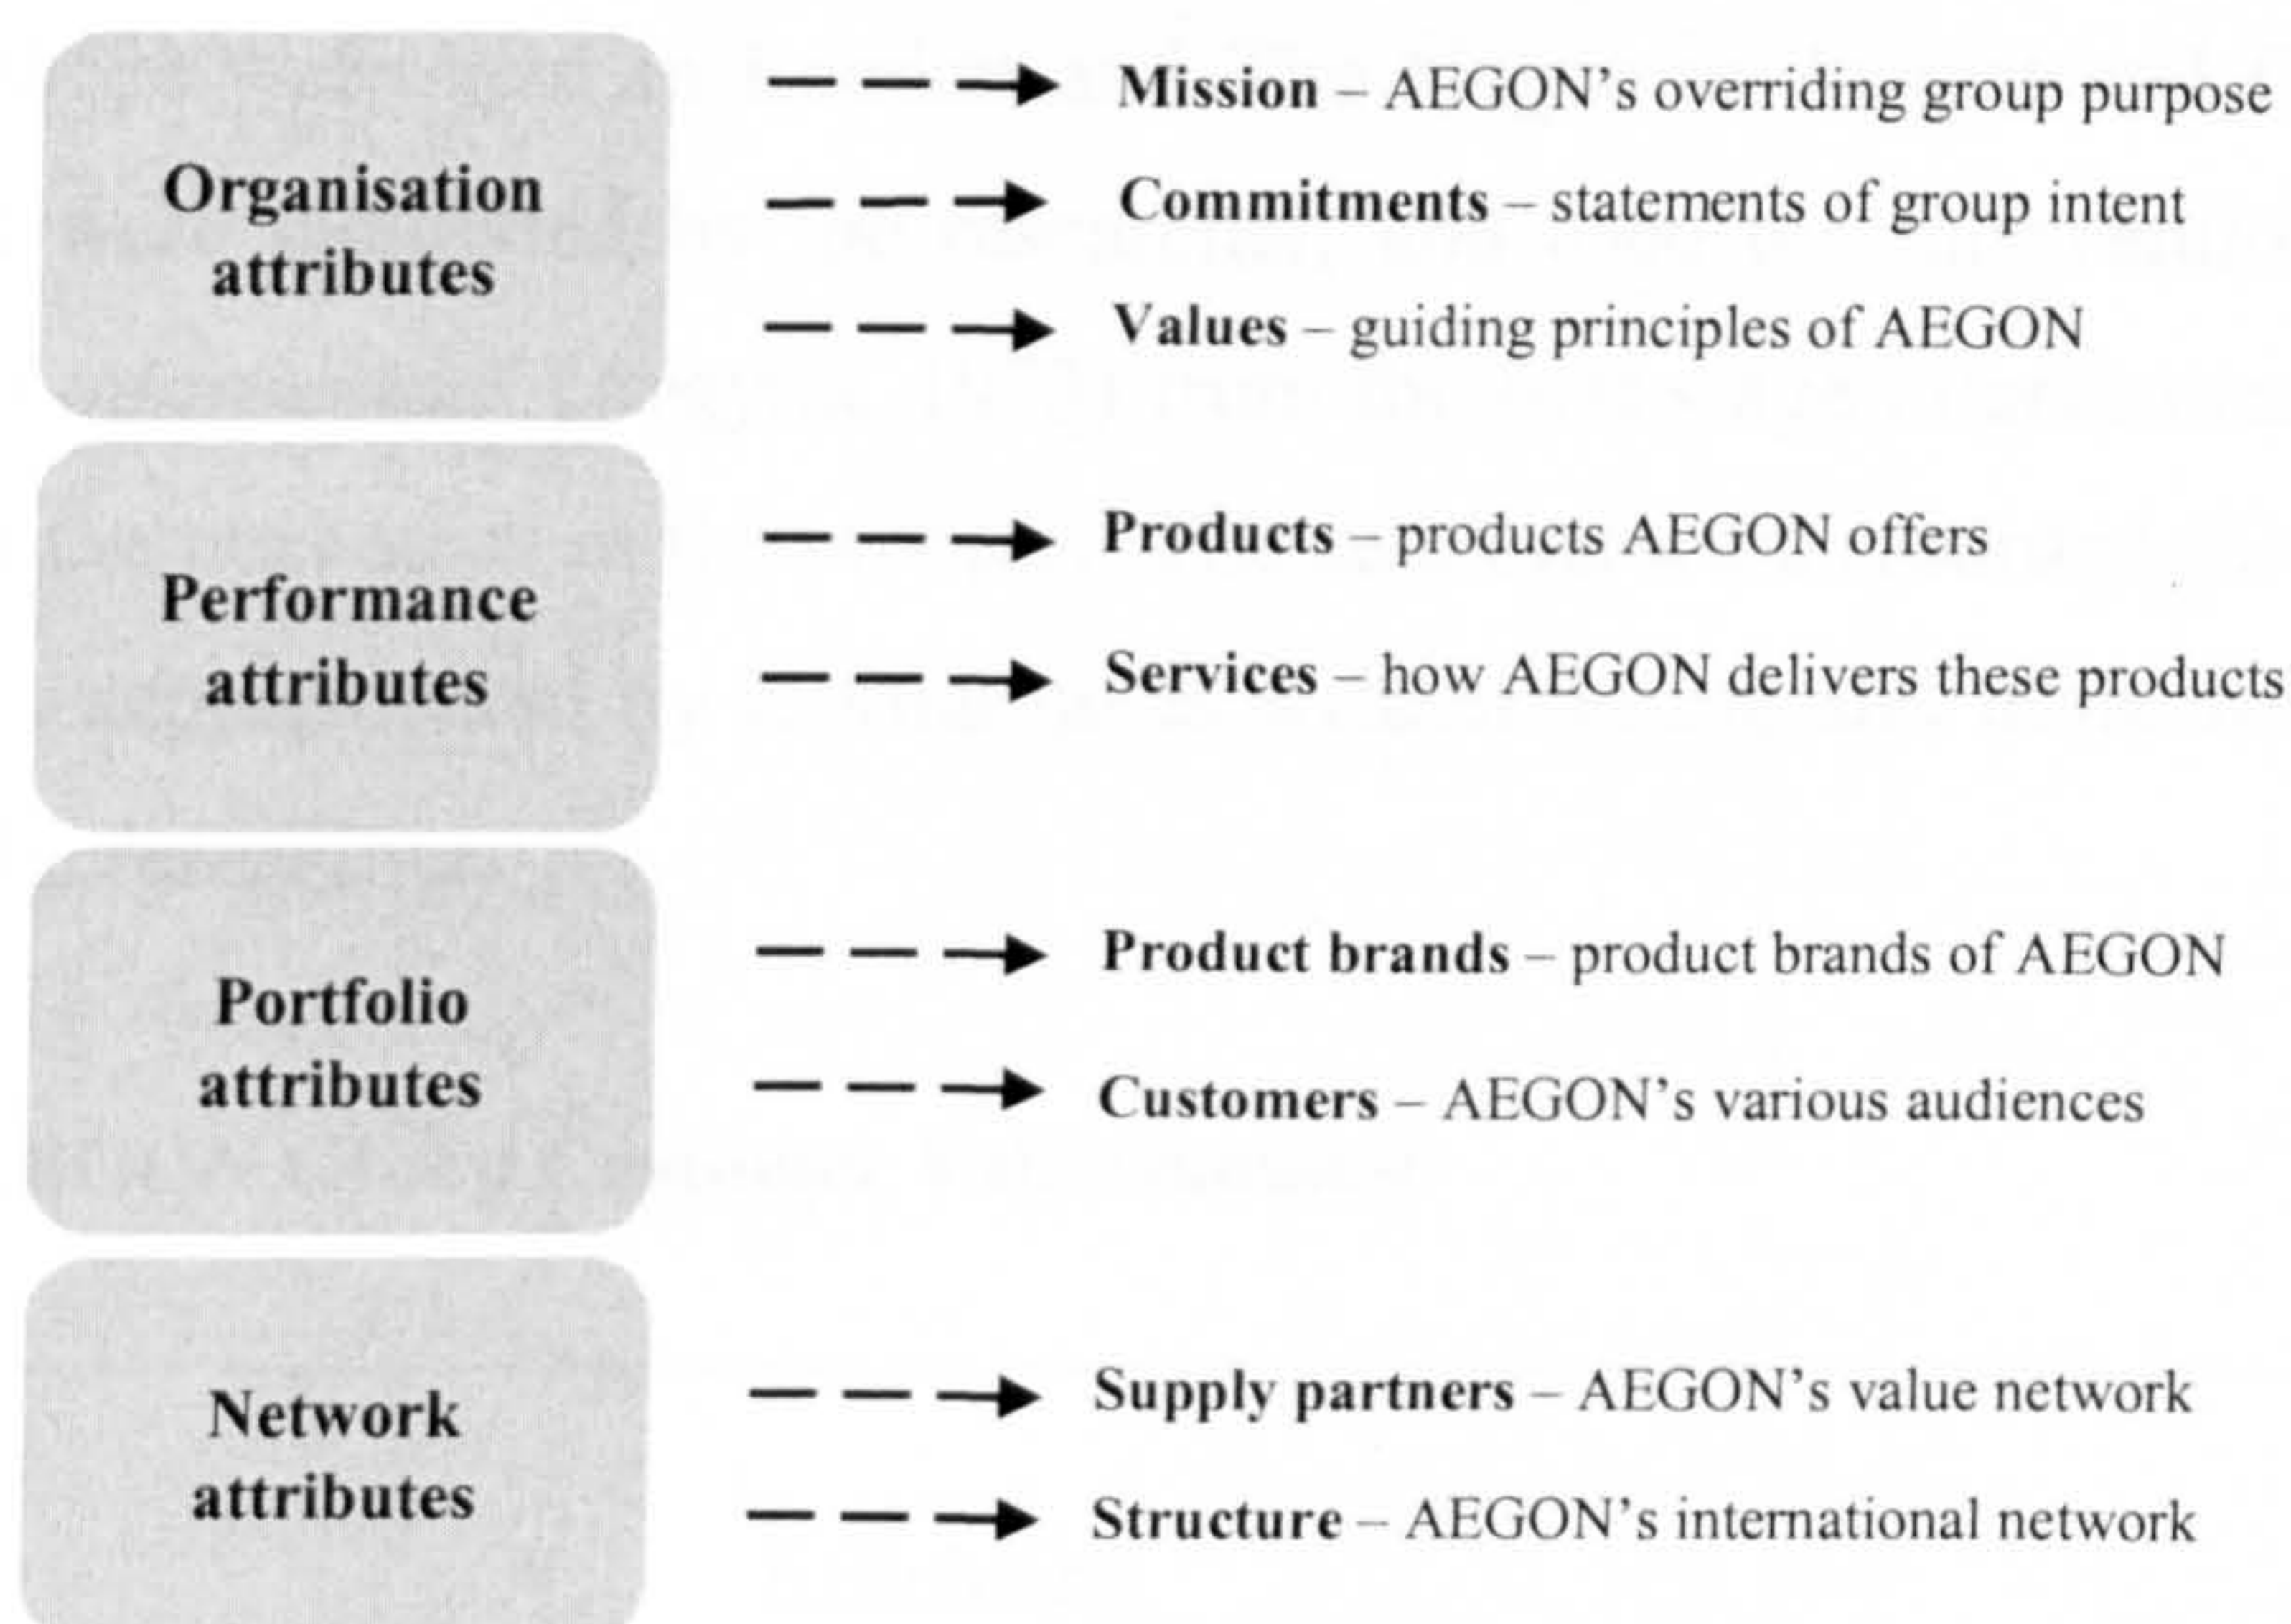 Organisation
attributes
Mission – AEGON's overriding group purpose
Commitments – statements of group intent
Values – guiding principles of AEGON
Performance
attributes
Products – products AEGON offers
Services – how AEGON delivers these products
Portfolio
attributes
Product brands – product brands of AEGON
Customers – AEGON's various audiences
Network
attributes
Supply partners – AEGON's value network
Structure – AEGON's international network